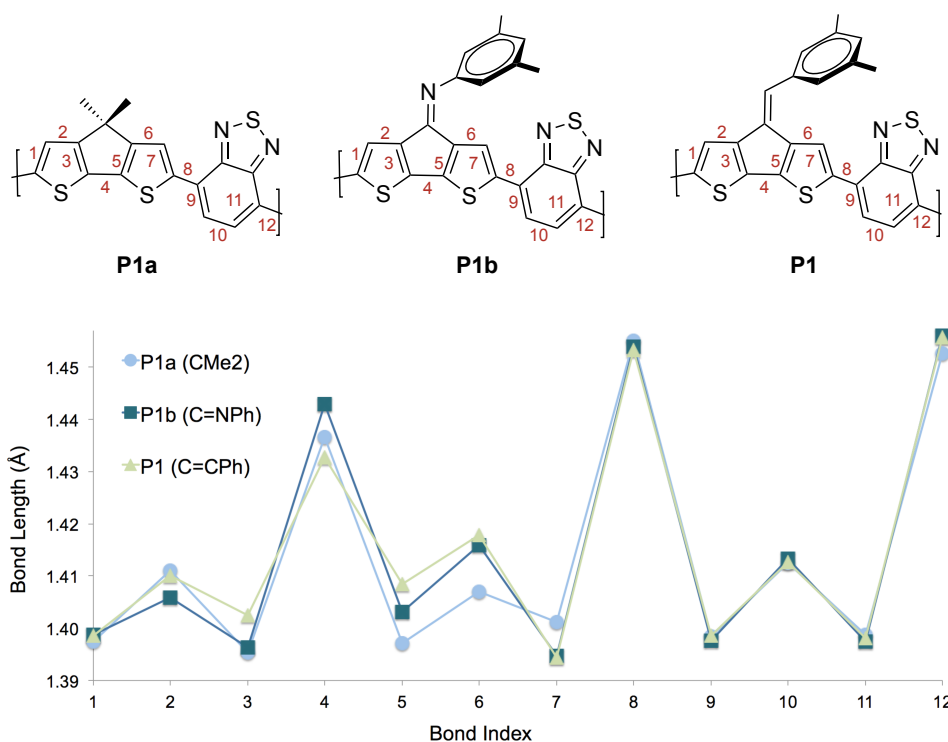 N
N S N
N S N
N S N
1 2 3 4 5 6 7 8 9 10 11 12
S S
1 2 3 4 5 6 7 8 9 10 11 12
S S
1 2 3 4 5 6 7 8 9 10 11 12
S S
P1a
P1b
P1
P1a (CMe2)
P1b (C=NPh)
P1 (C=CPh)
Bond Length (Å)
1.45
1.44
1.43
1.42
1.41
1.40
1.39
1 2 3 4 5 6 7 8 9 10 11 12
Bond Index